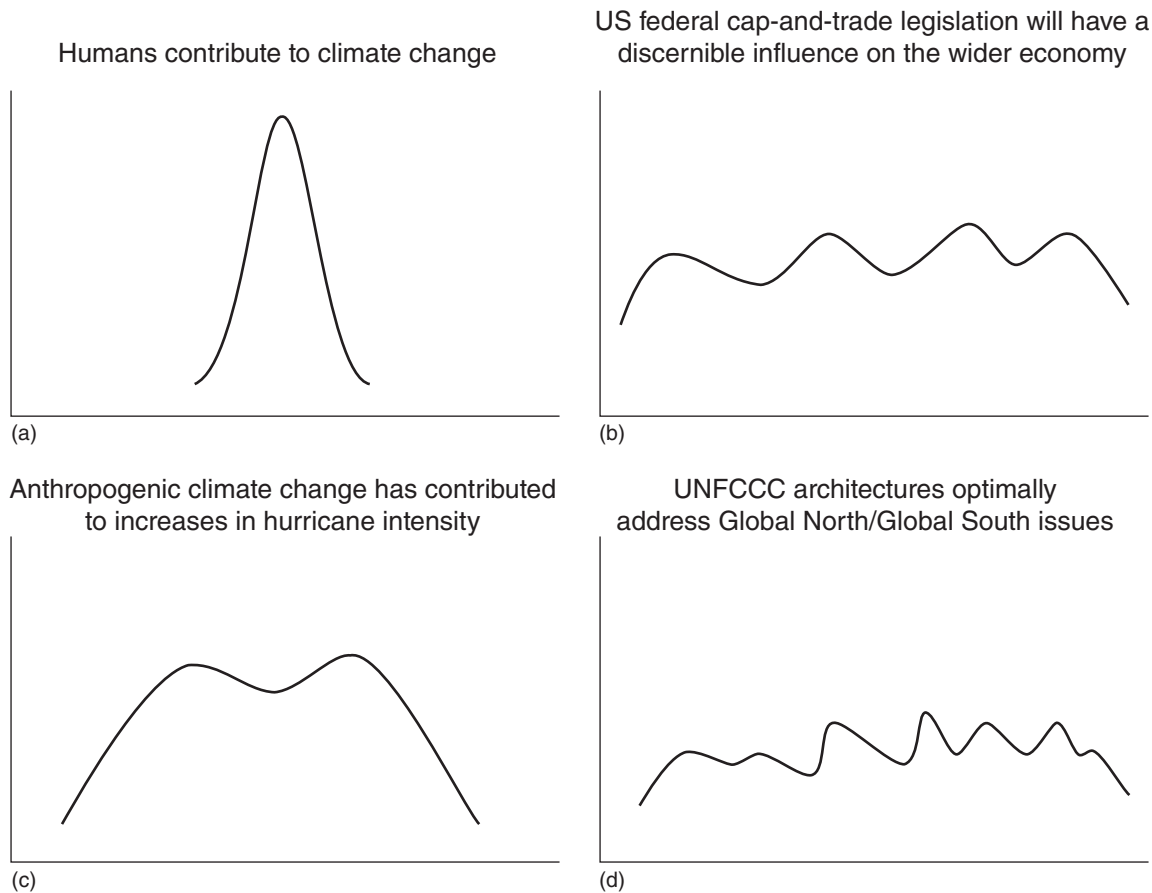 Humans contribute to climate change
US federal cap-and-trade legislation will have a
discernible influence on the wider economy
(a)
(b)
Anthropogenic climate change has contributed
to increases in hurricane intensity
UNFCCC architectures optimally
address Global North/Global South issues
(c)
(d)